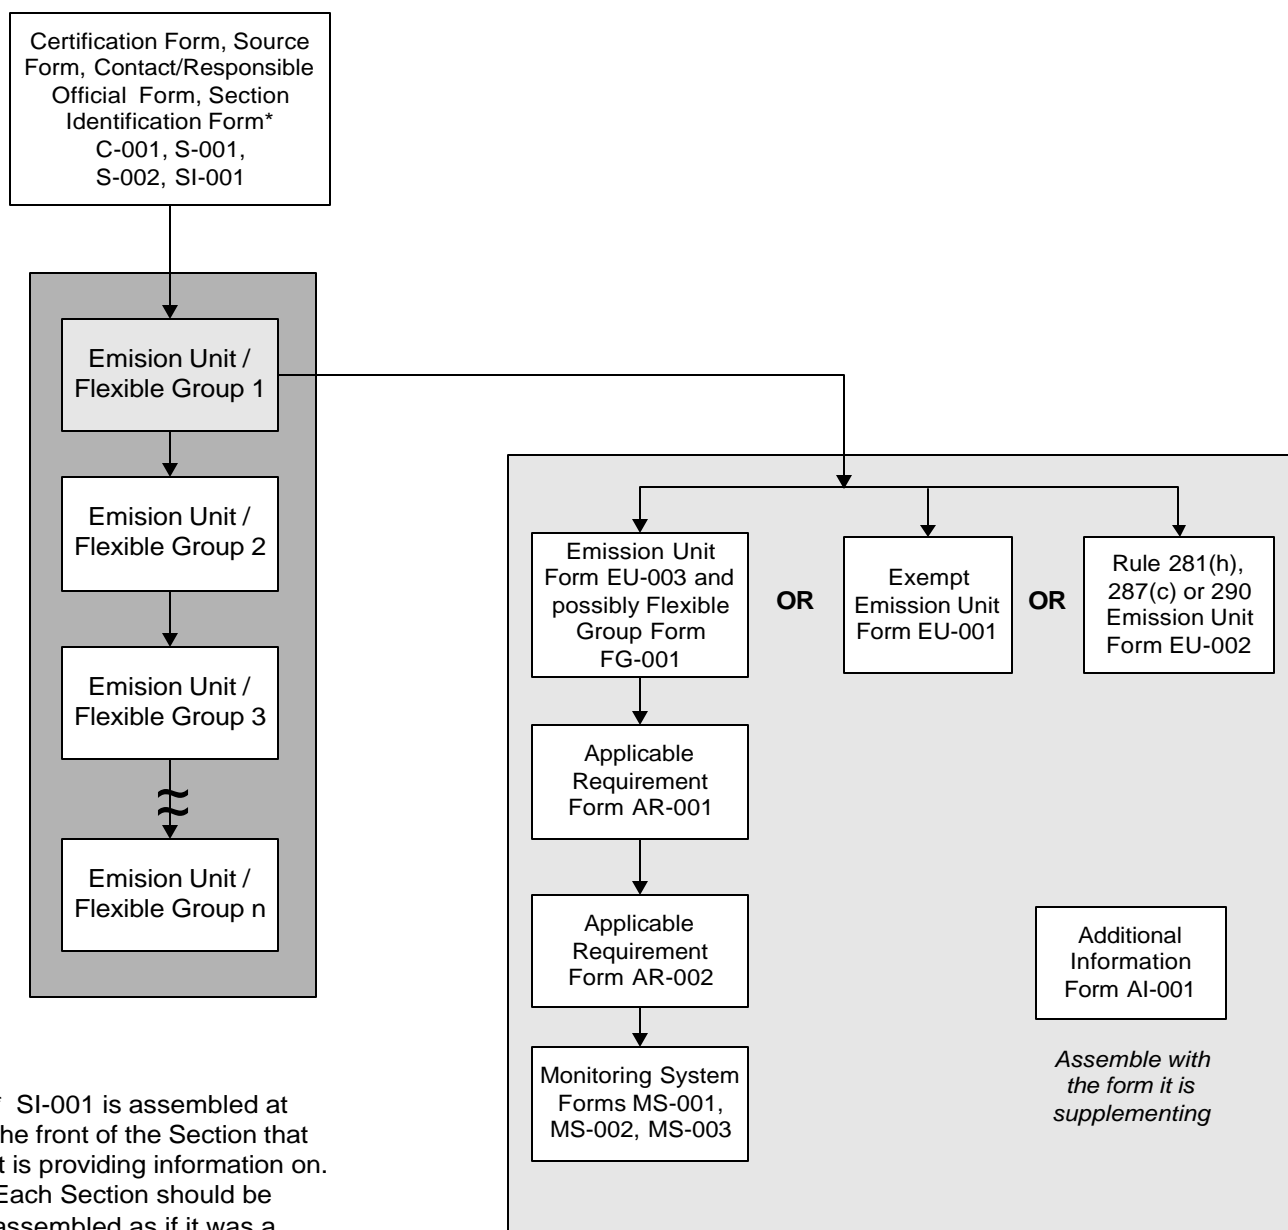 Certification Form, Source
Form, Contact/Responsible
Official Form, Section
Identification Form*
C-001, S-001,
S-002, SI-001
Emision Unit /
Flexible Group 1
Emision Unit /
Flexible Group 2
Emision Unit /
Flexible Group 3
≈
Emision Unit /
Flexible Group n
Emission Unit
Form EU-003 and
possibly Flexible
Group Form
FG-001
OR
Exempt
Emission Unit
Form EU-001
OR
Rule 281(h),
287(c) or 290
Emission Unit
Form EU-002
Applicable
Requirement
Form AR-001
Applicable
Requirement
Form AR-002
Monitoring System
Forms MS-001,
MS-002, MS-003
Additional
Information
Form AI-001
Assemble with
the form it is
supplementing
* SI-001 is assembled at
the front of the Section that
it is providing information on.
Each Section should be
assembled as if it was a